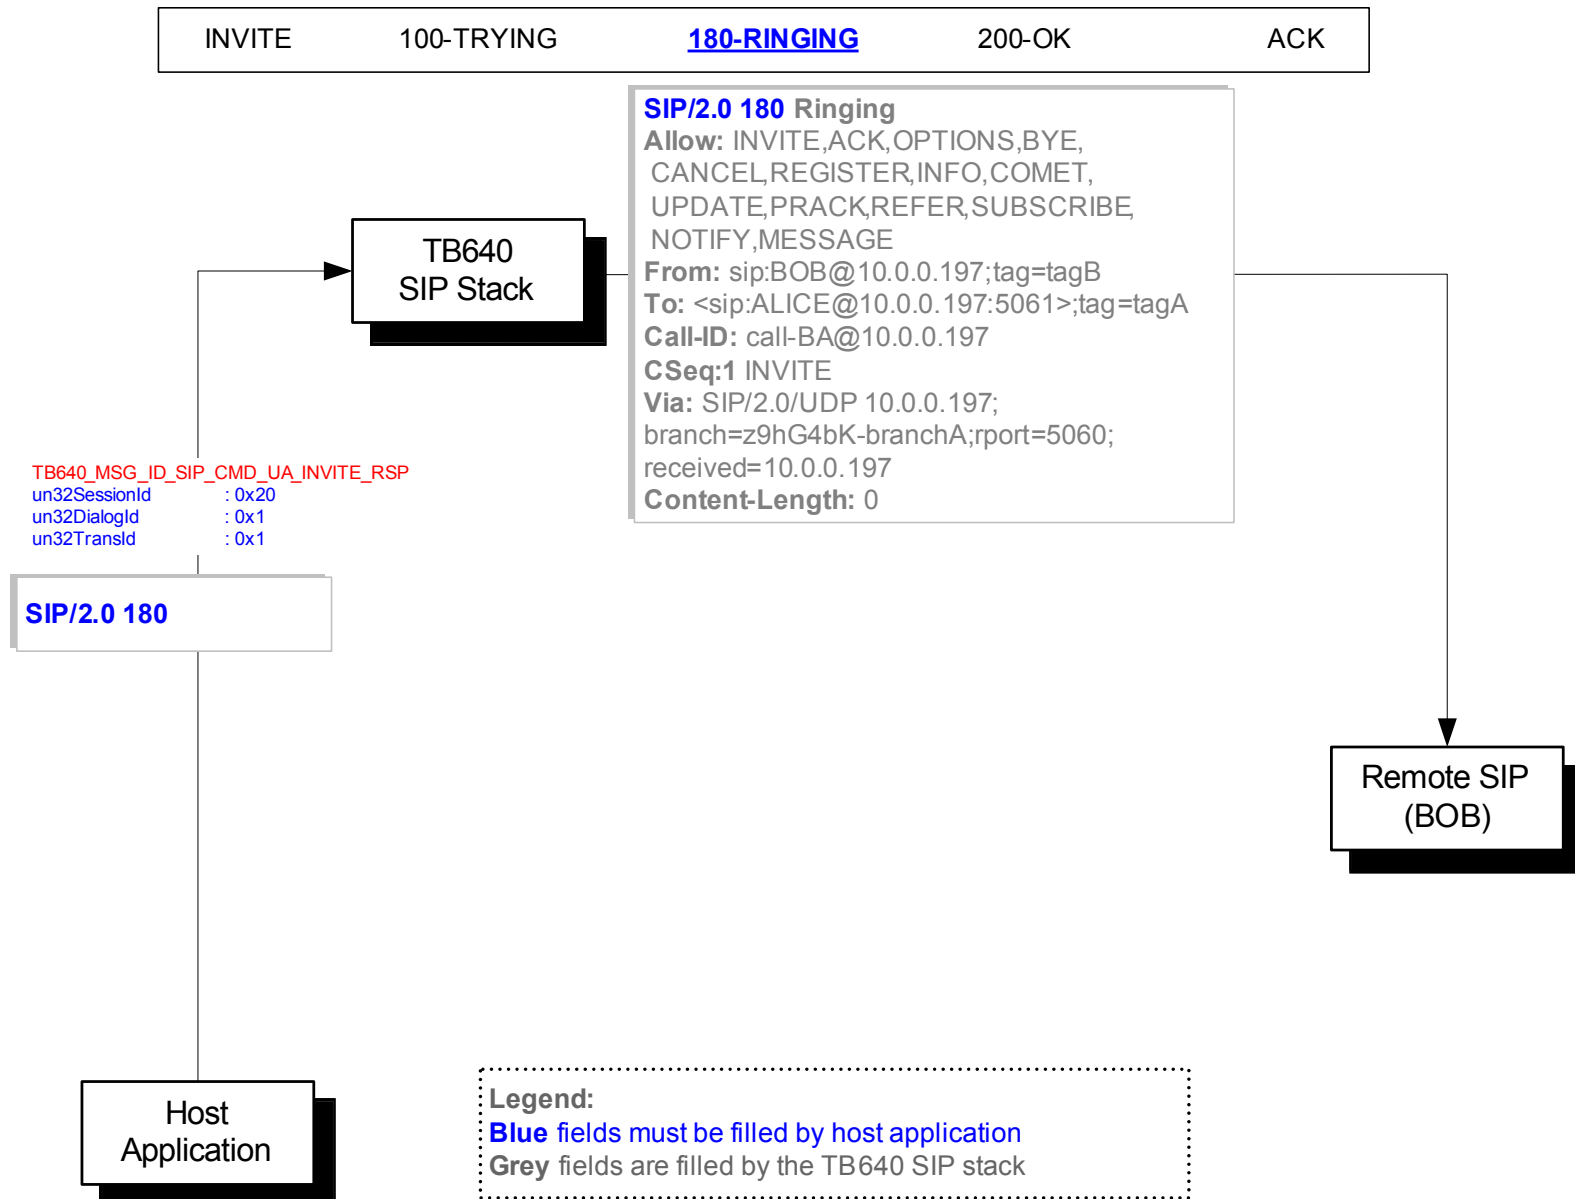 INVITE 100-TRYING 180-RINGING 200-OK ACK
SIP/2.0 180 Ringing
Allow: INVITE,ACK,OPTIONS,BYE,
CANCEL,REGISTER,INFO,COMET,
UPDATE,PRACK,REFER,SUBSCRIBE,
NOTIFY,MESSAGE
From: sip:BOB@10.0.0.197;tag=tagB
To: <sip:ALICE@10.0.0.197:5061>;tag=tagA
Call-ID: call-BA@10.0.0.197
CSeq:1 INVITE
Via: SIP/2.0/UDP 10.0.0.197;
branch=z9hG4bK-branchA;rport=5060;
received=10.0.0.197
Content-Length: 0
TB640
SIP Stack
TB640_MSG_ID_SIP_CMD_UA_INVITE_RSP
un32SessionId : 0x20
un32DialogId : 0x1
un32TransId : 0x1
SIP/2.0 180
Remote SIP
(BOB)
Host
Application
Legend:
Blue fields must be filled by host application
Grey fields are filled by the TB640 SIP stack